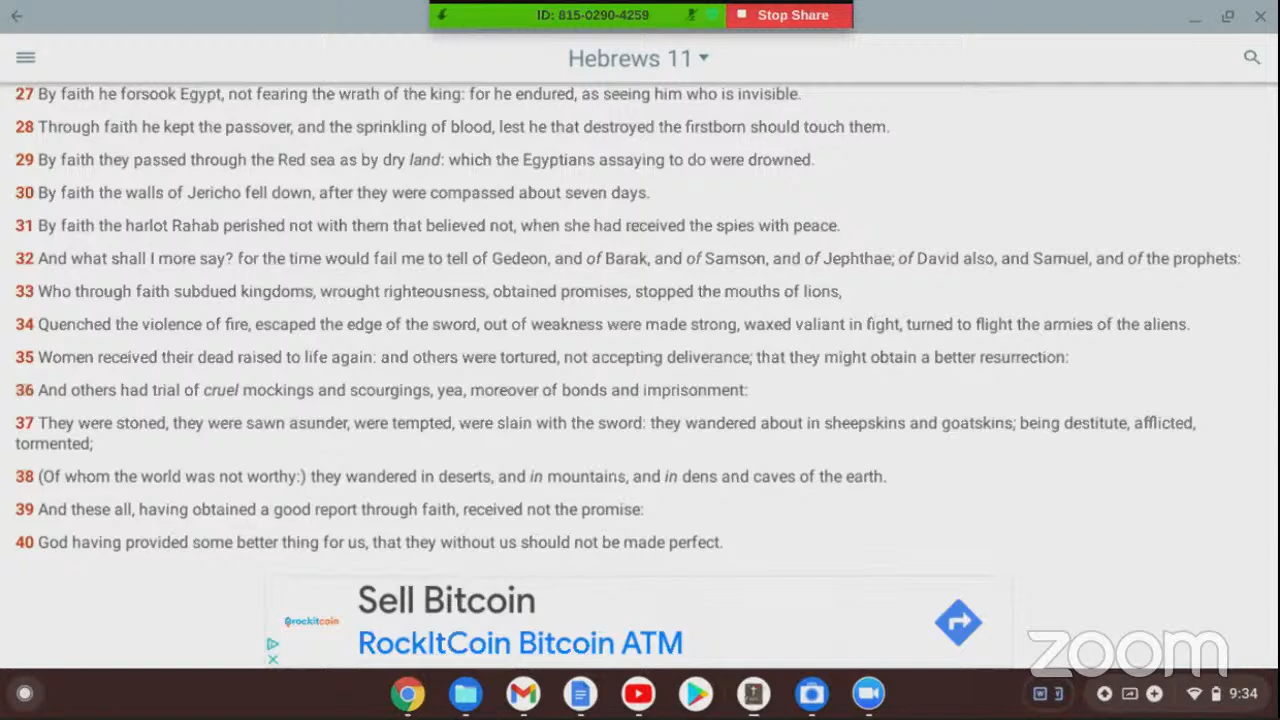 ID: 815-0290-4259
Stop Share
Hebrews 11
27 By faith he forsook Egypt, not fearing the wrath of the king: for he endured, as seeing him who is invisible.
28 Through faith he kept the passover, and the sprinkling of blood, lest he that destroyed the firstborn should touch them.
29 By faith they passed through the Red sea as by dry land: which the Egyptians assaying to do were drowned.
30 By faith the walls of Jericho fell down, after they were compassed about seven days.
31 By faith the harlot Rahab perished not with them that believed not, when she had received the spies with peace.
32 And what shall I more say? for the time would fail me to tell of Gedeon, and of Barak, and of Samson, and of Jephthae; of David also, and Samuel, and of the prophets:
33 Who through faith subdued kingdoms, wrought righteousness, obtained promises, stopped the mouths of lions,
34 Quenched the violence of fire, escaped the edge of the sword, out of weakness were made strong, waxed valiant in fight, turned to flight the armies of the aliens.
35 Women received their dead raised to life again: and others were tortured, not accepting deliverance; that they might obtain a better resurrection:
36 And others had trial of cruel mockings and scourgings, yea, moreover of bonds and imprisonment:
37 They were stoned, they were sawn asunder, were tempted, were slain with the sword: they wandered about in sheepskins and goatskins; being destitute, afflicted,
tormented;
38 (Of whom the world was not worthy:) they wandered in deserts, and in mountains, and in dens and caves of the earth.
39 And these all, having obtained a good report through faith, received not the promise:
40 God having provided some better thing for us, that they without us should not be made perfect.
Sell Bitcoin
rockitcoin
RockItCoin Bitcoin ATM
zoom
9:34